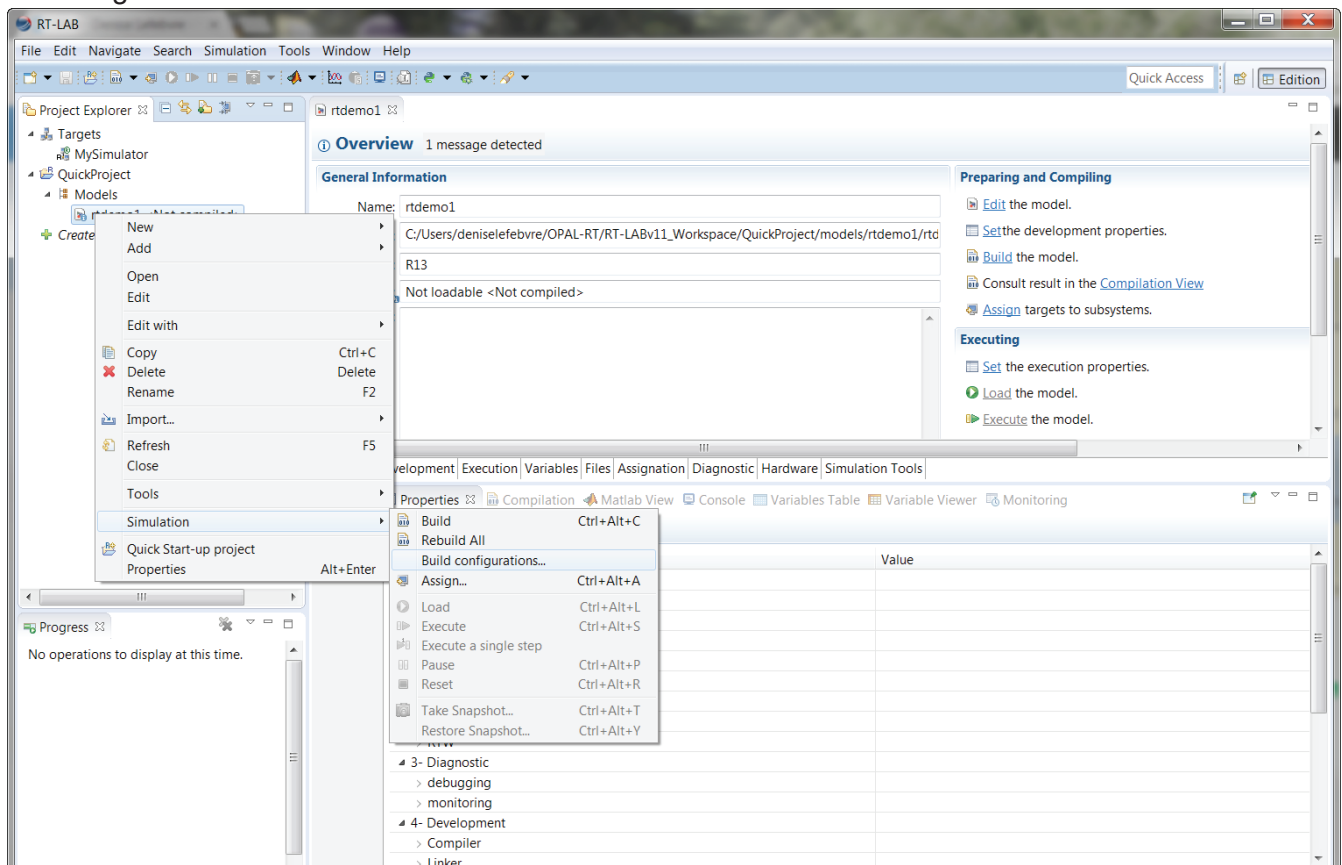 RT-LAB
File Edit Navigate Search Simulation Tools Window Help
Quick Access
Edition
Project Explorer
Targets
MySimulator
QuickProject
Models
Create
rtdemo1
Overview 1 message detected
General Information
Name: rtdemo1
C:/Users/deniselefebvre/OPAL-RT/RT-LABv11_Workspace/QuickProject/models/rtdemo1/rtd
R13
Not loadable <Not compiled>
Preparing and Compiling
Edit the model.
Setthe development properties.
Build the model.
Consult result in the Compilation View
Assign targets to subsystems.
Executing
Set the execution properties.
Load the model.
Execute the model.
New
Add
Open
Edit
Edit with
Copy Ctrl+C
Delete Delete
Rename F2
Import...
Refresh F5
Close
Tools
Simulation
Quick Start-up project
Properties Alt+Enter
velopment Execution Variables Files Assignation Diagnostic Hardware Simulation Tools
Properties Compilation Matlab View Console Variables Table Variable Viewer Monitoring
Build Ctrl+Alt+C
Rebuild All
Build configurations...
Assign... Ctrl+Alt+A
Load Ctrl+Alt+L
Execute Ctrl+Alt+S
Execute a single step
Pause Ctrl+Alt+P
Reset Ctrl+Alt+R
Take Snapshot... Ctrl+Alt+T
Restore Snapshot... Ctrl+Alt+Y
Value
3- Diagnostic
debugging
monitoring
4- Development
Compiler
Linker
Progress
No operations to display at this time.